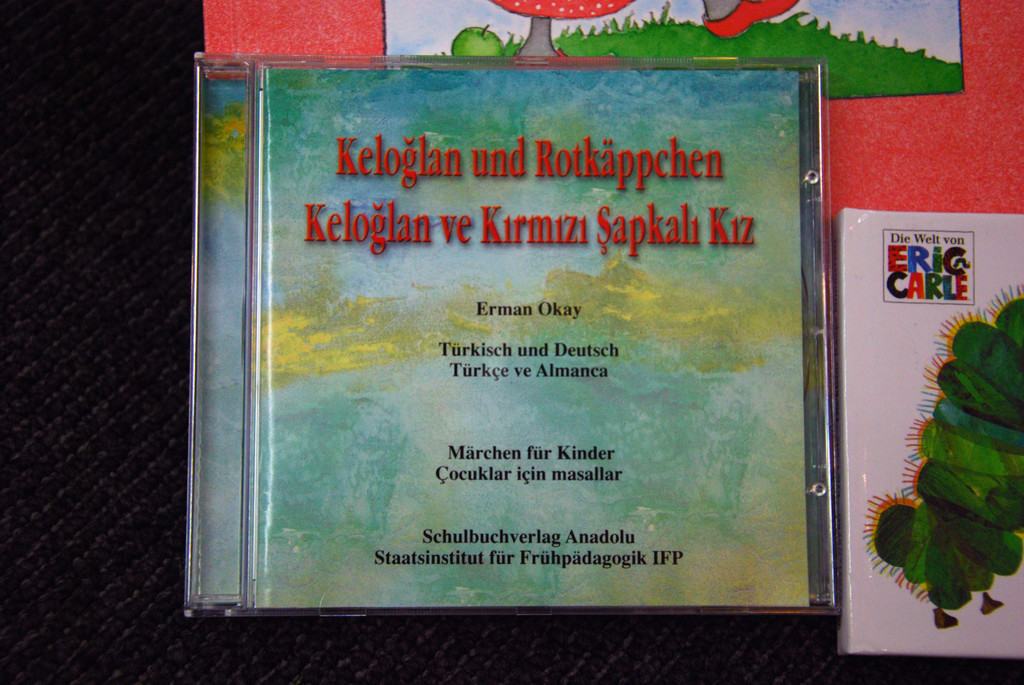 Keloğlan und Rotkäppchen
Keloğlan ve Kırmızı Şapkalı Kız
Erman Okay
Türkisch und Deutsch
Türkçe ve Almanca
Märchen für Kinder
Çocuklar için masallar
Schulbuchverlag Anadolu
Staatsinstitut für Frühpädagogik IFP
Die Welt von
ERIC
CARLE